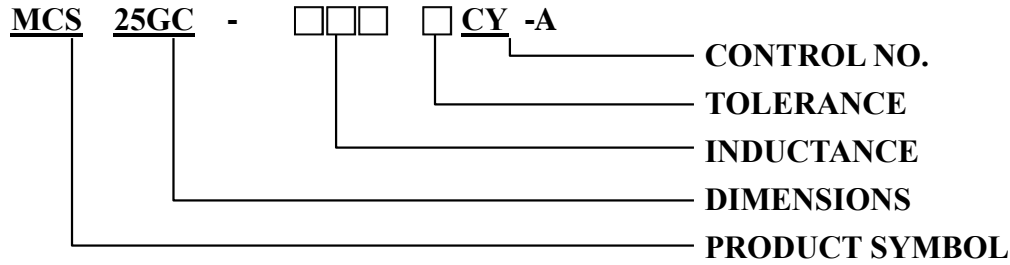 MCS 25GC - □□□ □ CY -A
CONTROL NO.
TOLERANCE
INDUCTANCE
DIMENSIONS
PRODUCT SYMBOL